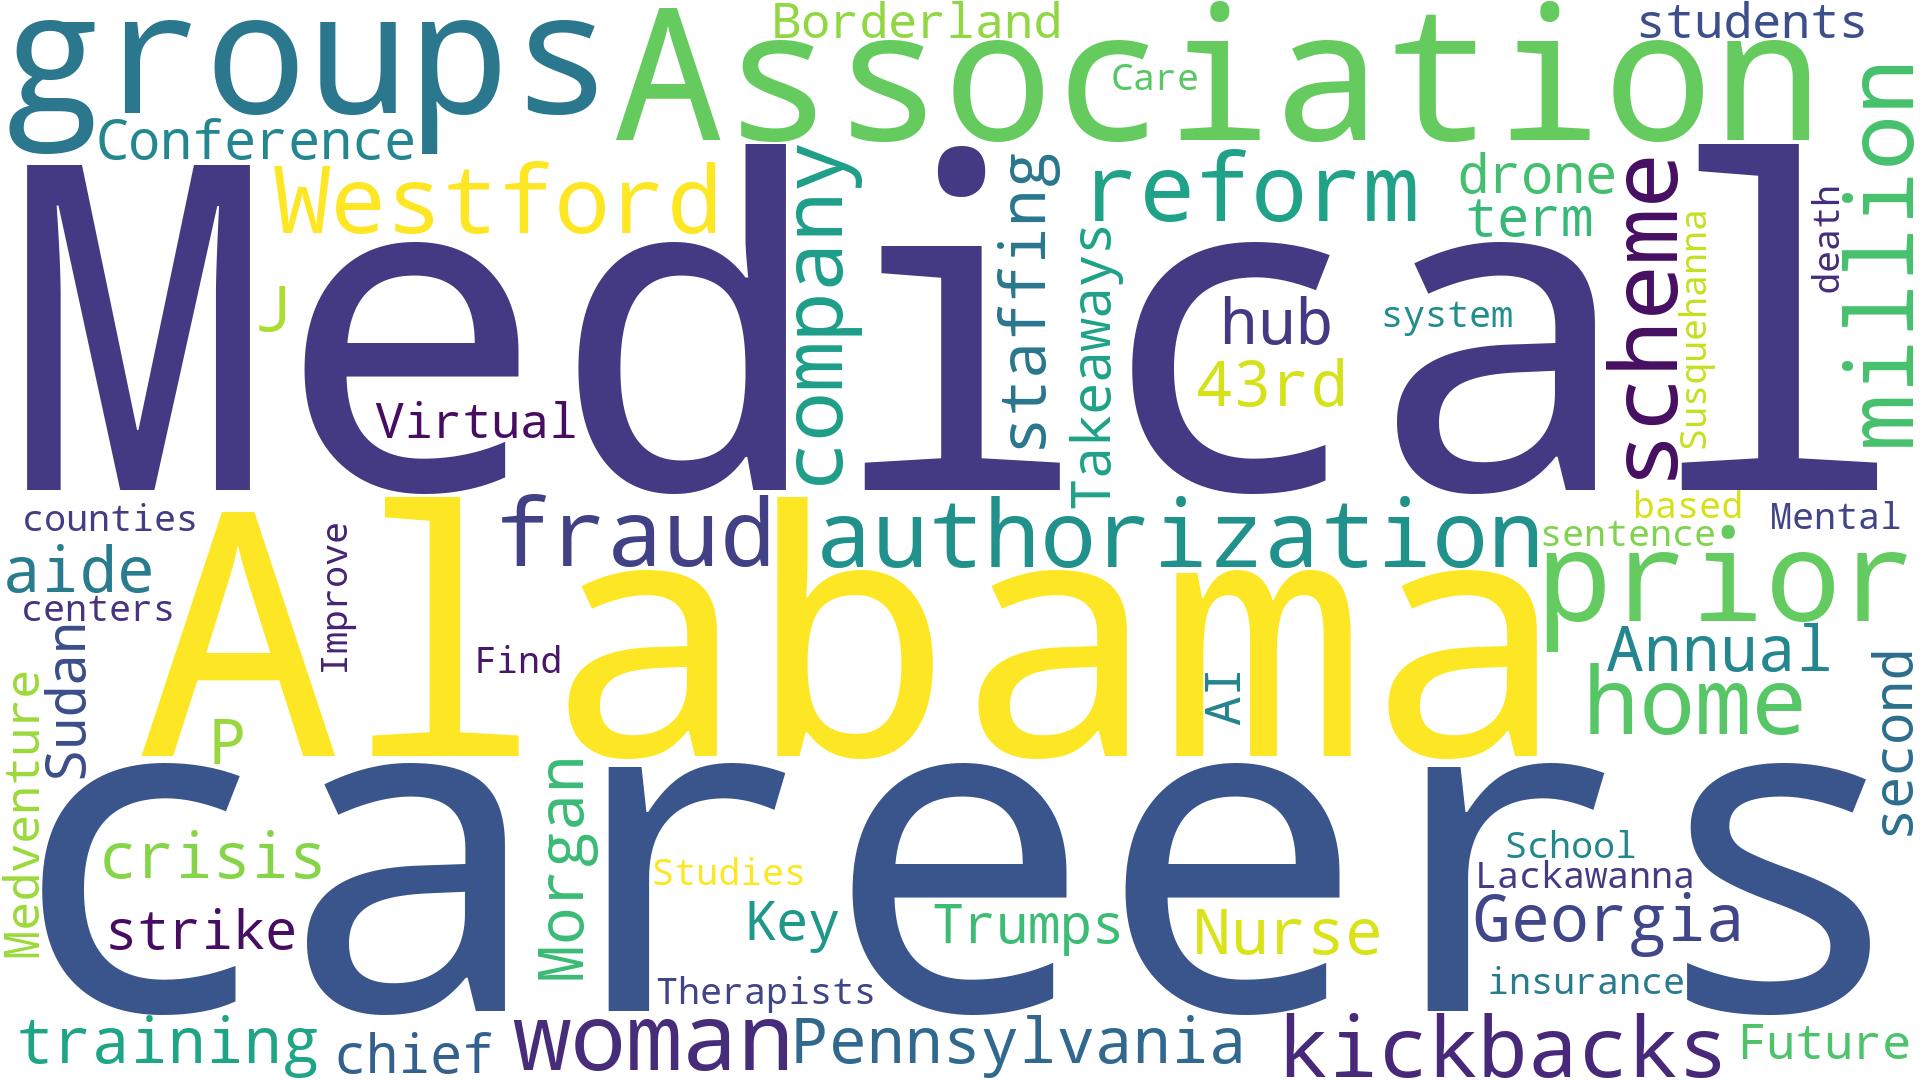 groups
Association
Borderland
Care
students
million
Conference
Medical
Westford
company
staffing
Takeaways
reform
drone
term
scheme
Susquehanna
death
J
hub
system
43rd
Virtual
counties
fraud
authorization
based
sentence
Mental
prior
aide
centers
Improve
Alabama
Find
AI
Annual
home
second
Sudan
Medventure
P
careers
crisis
strike
Morgan
Studies
Key
Trumps
Nurse
School
Lackawanna
Georgia
Therapists
insurance
training
chief
woman
Pennsylvania
kickbacks
Future